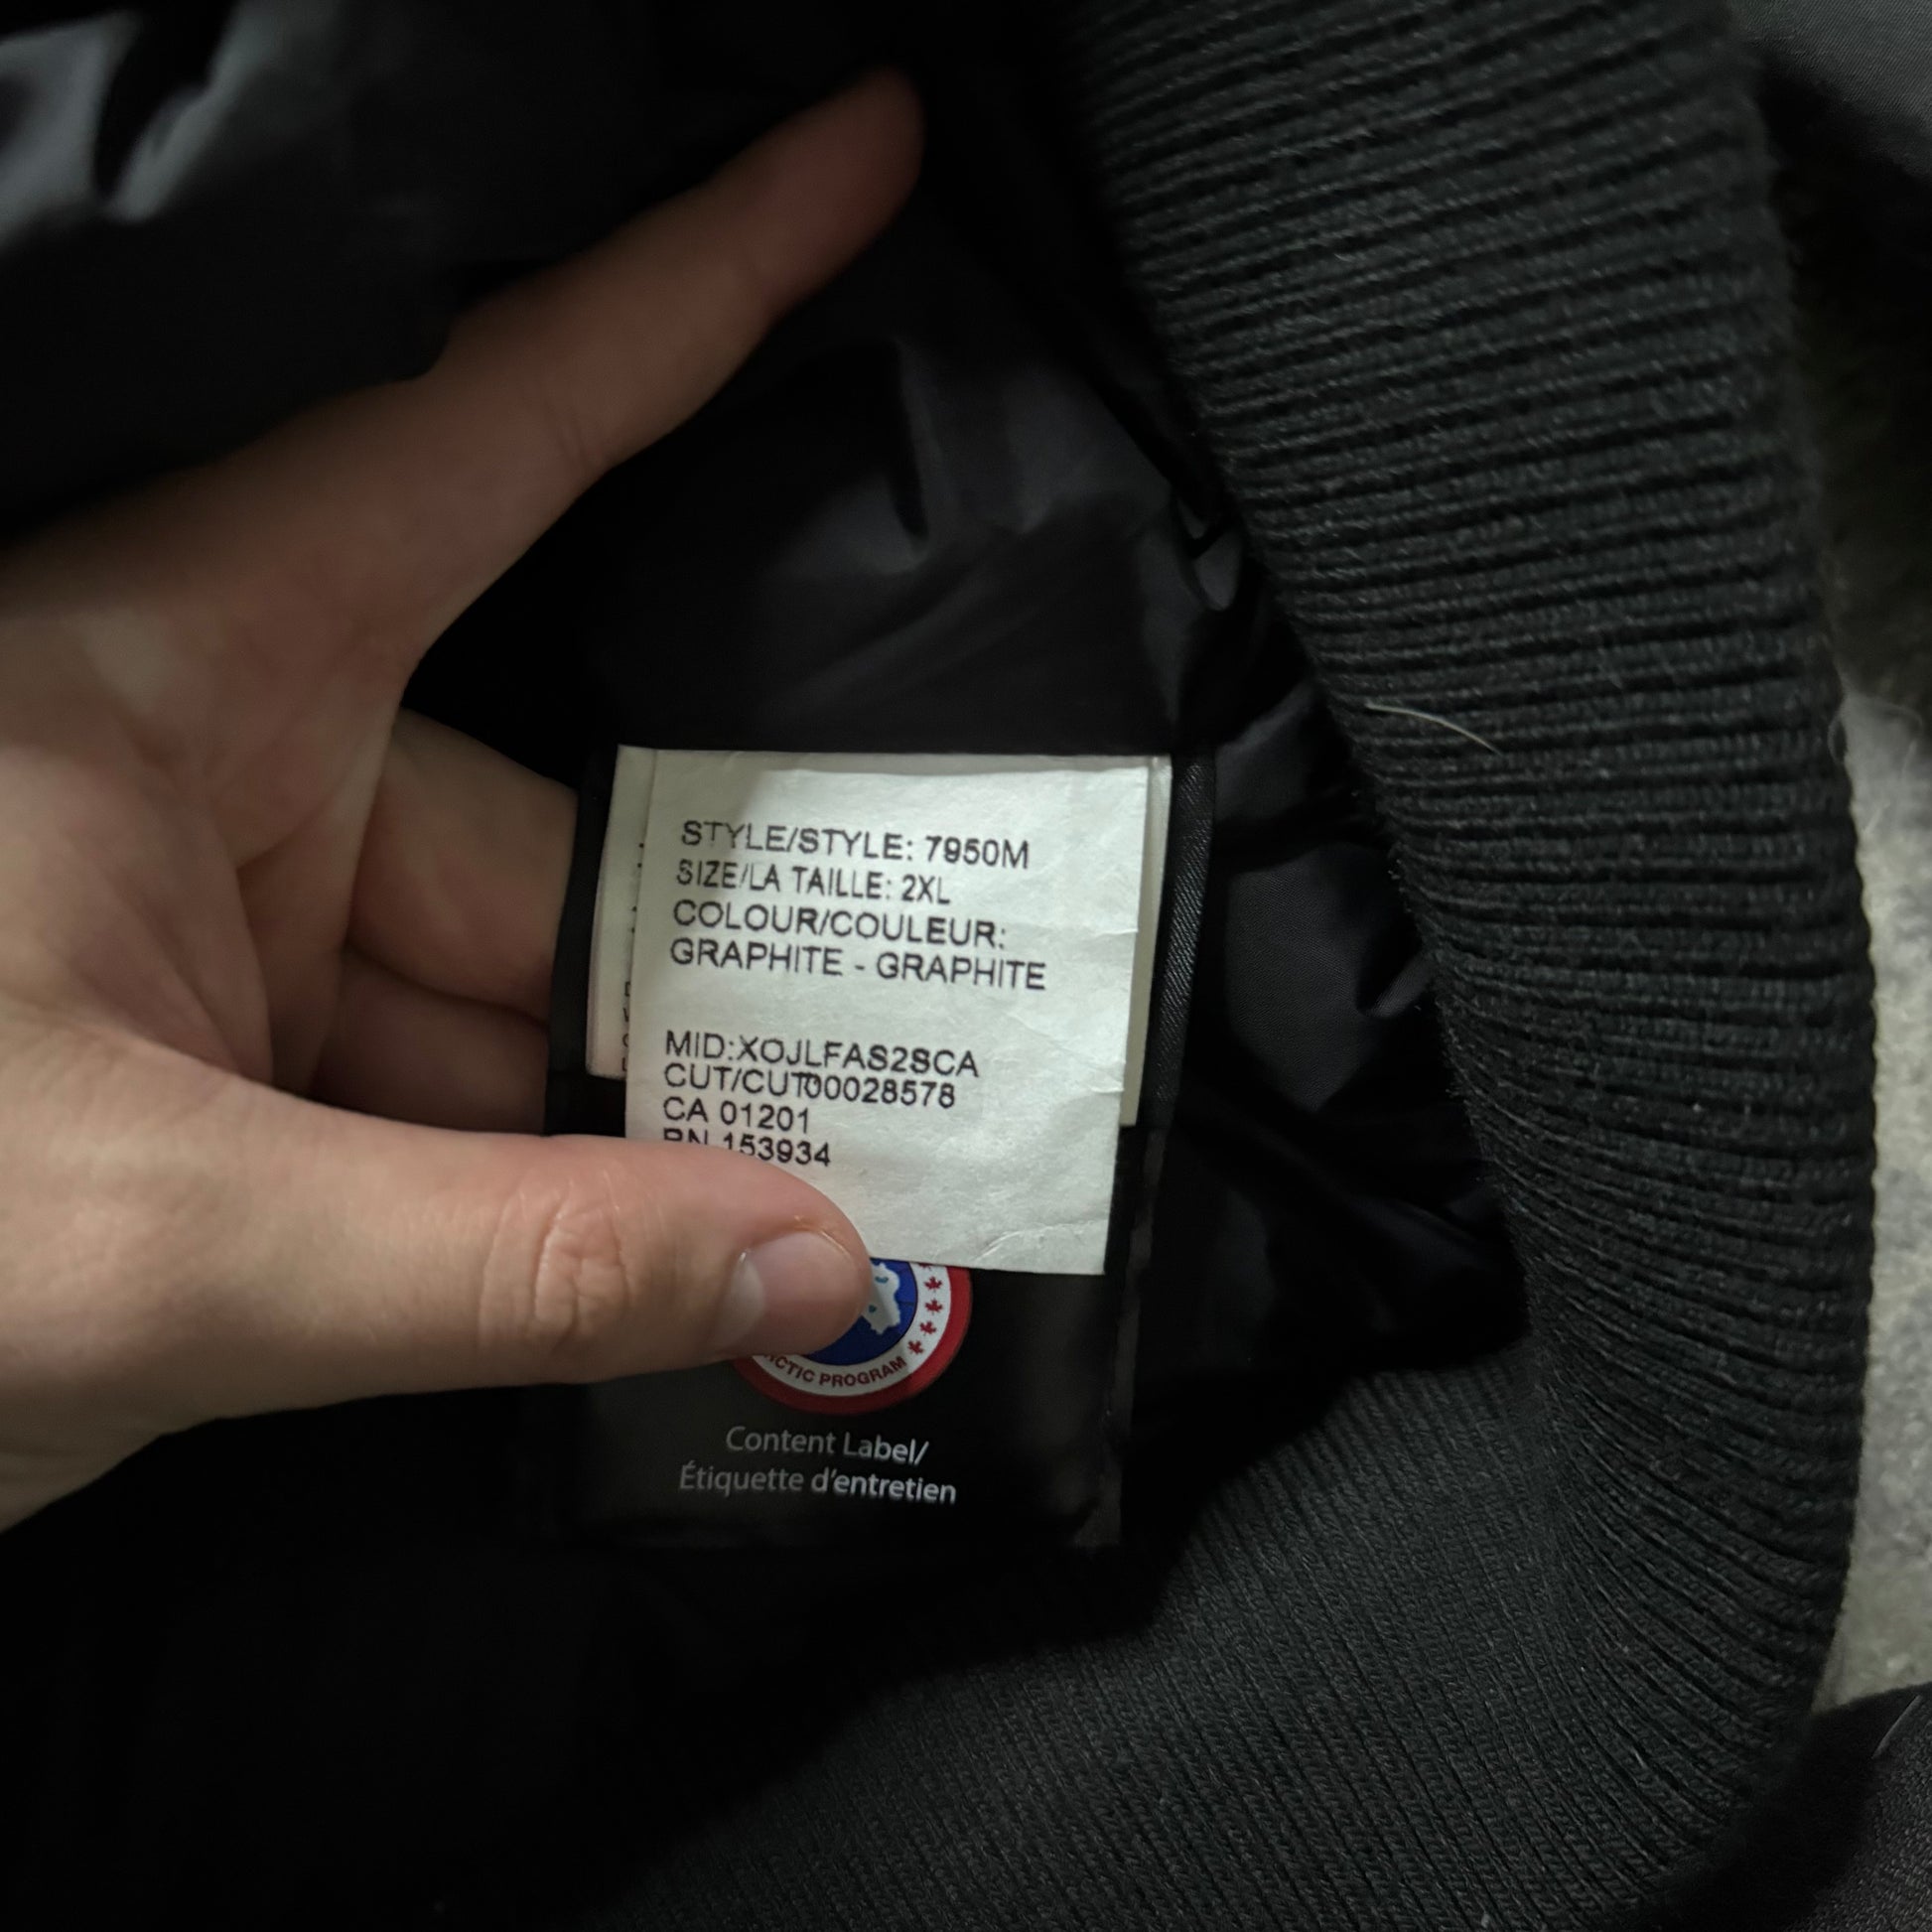 STYLE/STYLE: 7950M
SIZE/LA TAILLE: 2XL
COLOUR/COULEUR:
GRAPHITE - GRAPHITE
MID:XOJLFAS2SCA
CUT/CUT00028578
CA 01201
RN 153934
PROGRAM
Content Label/
Étiquette d'entretien